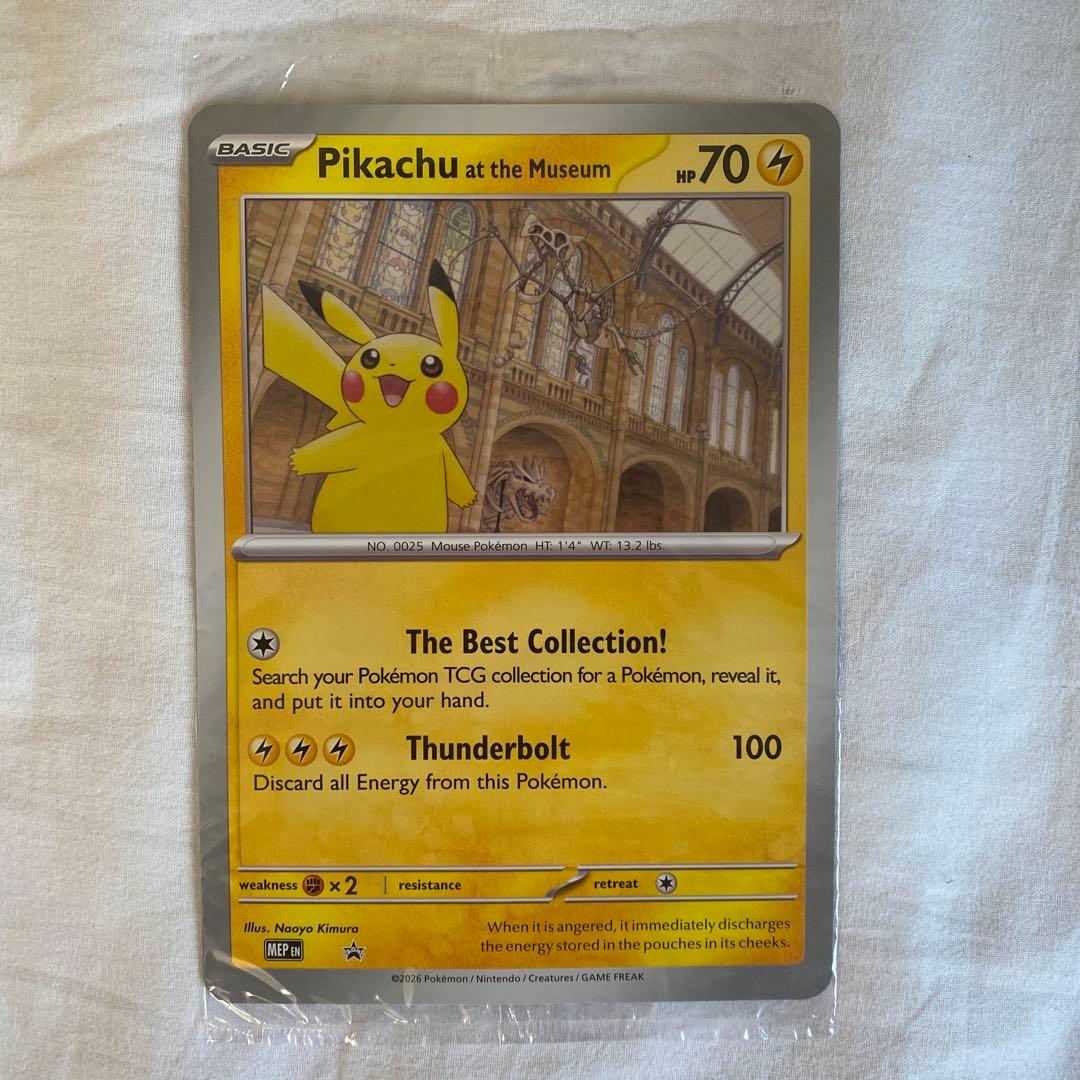 BASIC
Pikachu at the Museum HP 70
NO. 0025 Mouse Pokémon HT: 1'4" WT: 13.2 lbs.
The Best Collection!
Search your Pokémon TCG collection for a Pokémon, reveal it,
and put it into your hand.
Thunderbolt 100
Discard all Energy from this Pokémon.
weakness ×2 resistance retreat
Illus. Naoyo Kimura
When it is angered, it immediately discharges
the energy stored in the pouches in its cheeks.
MEP EN
©2026 Pokémon / Nintendo / Creatures / GAME FREAK